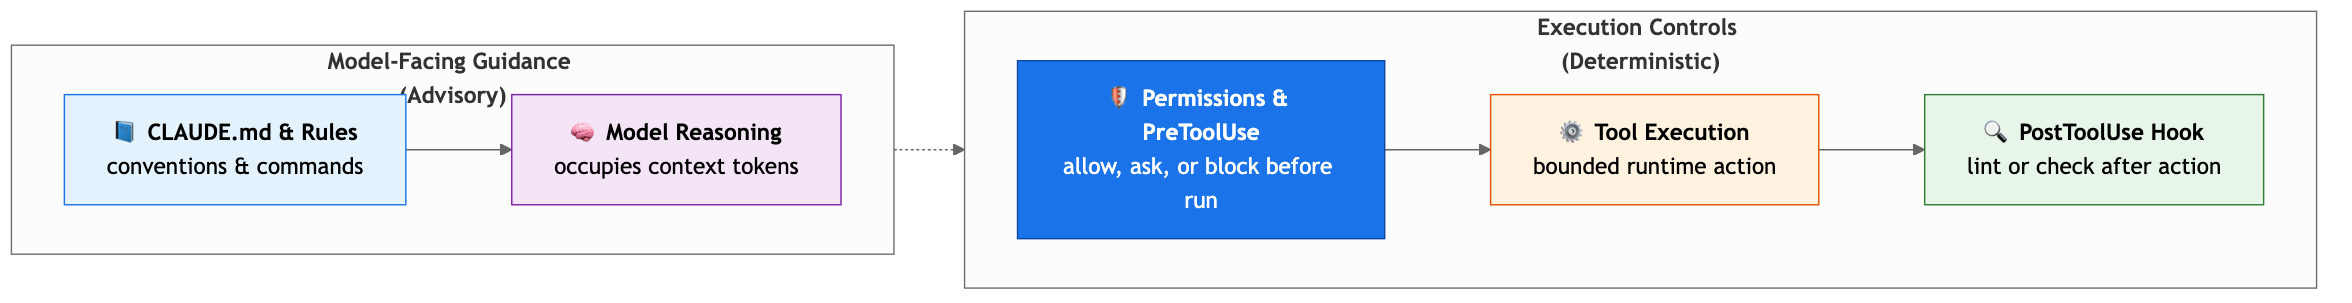 Model-Facing Guidance
(Advisory)
CLAUDE.md & Rules
conventions & commands
Model Reasoning
occupies context tokens
Execution Controls
(Deterministic)
Permissions &
PreToolUse
allow, ask, or block before
run
Tool Execution
bounded runtime action
PostToolUse Hook
lint or check after action